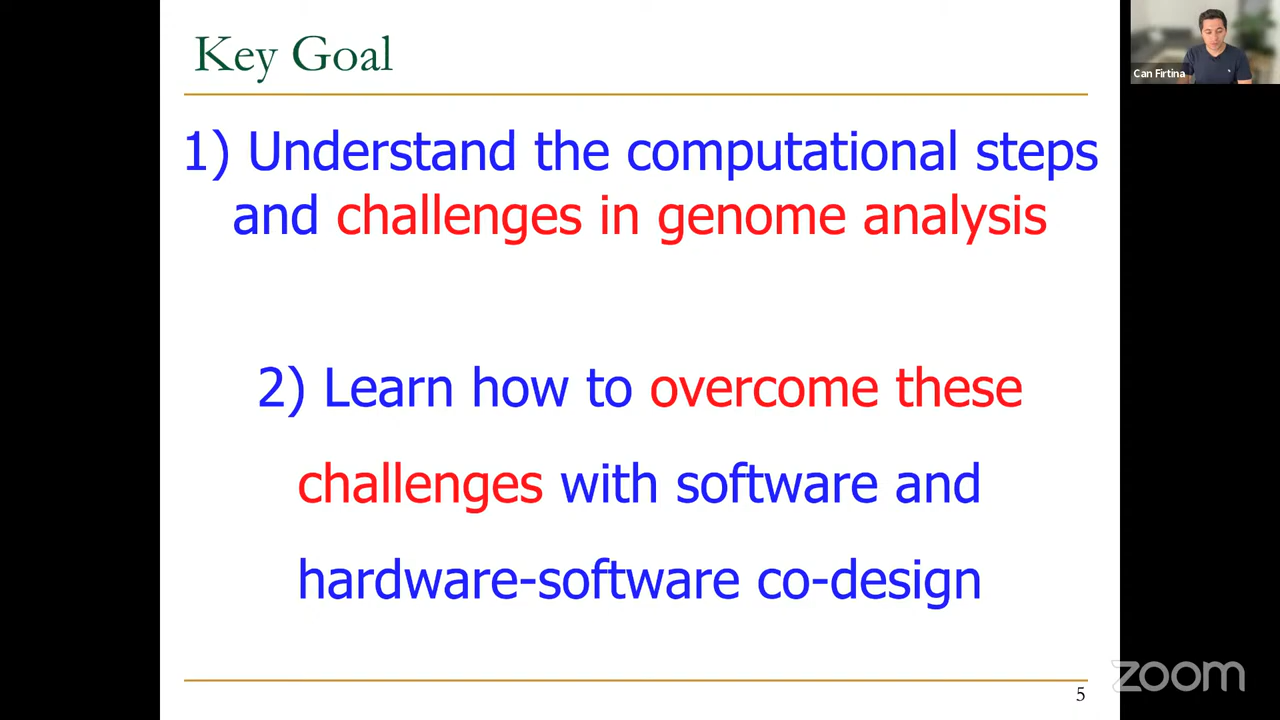 Key Goal
Can Firtina
1) Understand the computational steps
and challenges in genome analysis
2) Learn how to overcome these
challenges with software and
hardware-software co-design
5
zoom